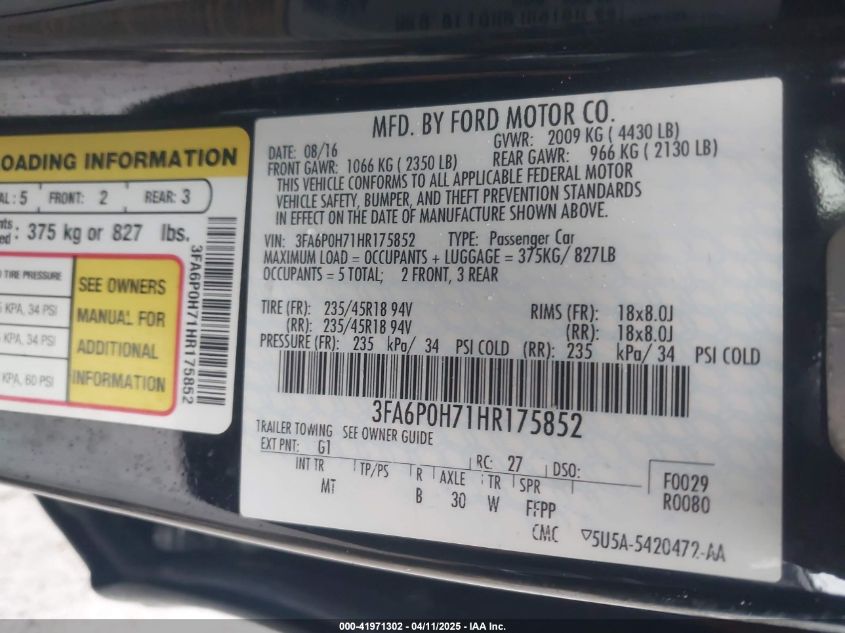 LOADING INFORMATION
AL: 5 FRONT: 2 REAR: 3
: 375 kg or 827 lbs.
TIRE PRESSURE
KPA, 34 PSI
KPA, 34 PSI
KPA, 60 PSI
SEE OWNERS
MANUAL FOR
ADDITIONAL
INFORMATION
3FA6P0H71HR175852
MFD. BY FORD MOTOR CO.
DATE: 08/16 GVWR: 2009 KG ( 4430 LB)
FRONT GAWR: 1066 KG ( 2350 LB) REAR GAWR: 966 KG ( 2130 LB)
THIS VEHICLE CONFORMS TO ALL APPLICABLE FEDERAL MOTOR
VEHICLE SAFETY, BUMPER, AND THEFT PREVENTION STANDARDS
IN EFFECT ON THE DATE OF MANUFACTURE SHOWN ABOVE.
VIN: 3FA6P0H71HR175852 TYPE: Passenger Car
MAXIMUM LOAD = OCCUPANTS + LUGGAGE = 375KG/ 827LB
OCCUPANTS = 5 TOTAL; 2 FRONT, 3 REAR
TIRE (FR): 235/45R18 94V RIMS (FR): 18x8.0J
(RR): 235/45R18 94V (RR): 18x8.0J
PRESSURE (FR): 235 kPa/ 34 PSI COLD (RR): 235 kPa/ 34 PSI COLD
3FA6P0H71HR175852
TRAILER TOWING SEE OWNER GUIDE
EXT PNT: G1 RC: 27 DSO:
INT TR TP/PS R AXLE TR SPR
MT B 30 W FFPP
F0029
R0080
CMC ▽5U5A-5420472-AA
000-41971302 - 04/11/2025 - IAA Inc.